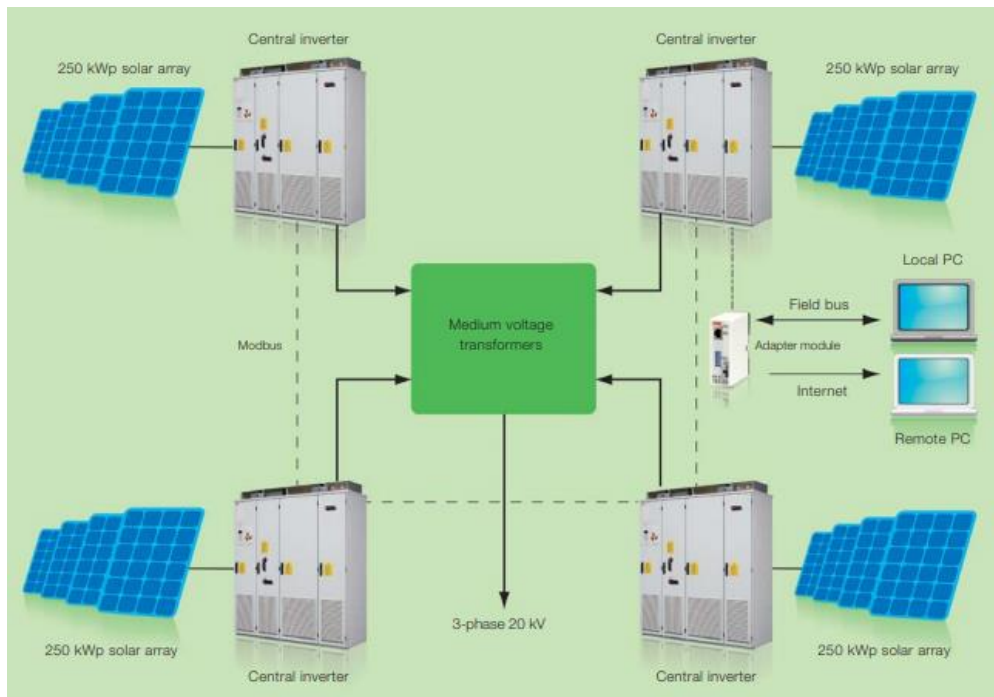 Central inverter
Central inverter
250 kWp solar array
250 kWp solar array
Local PC
Medium voltage
transformers
Field bus
Modbus
Adapter module
Internet
Remote PC
250 kWp solar array
3-phase 20 kV
250 kWp solar array
Central inverter
Central inverter